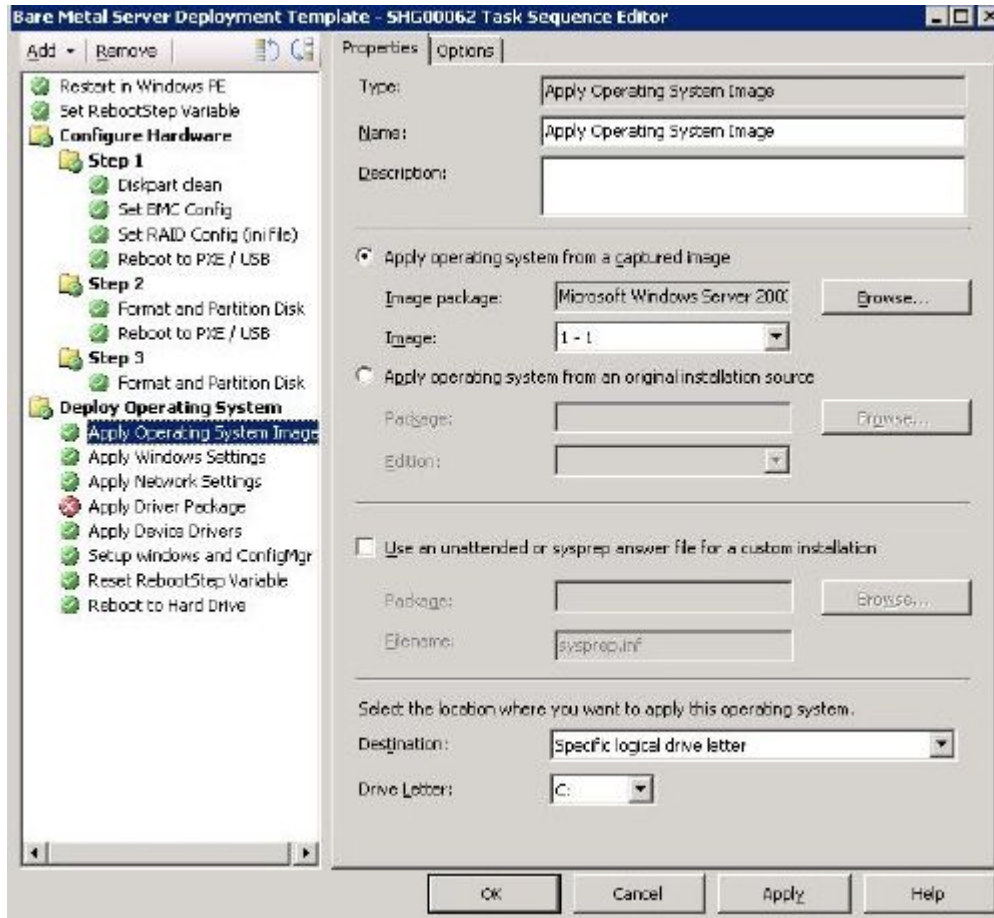 Bare Metal Server Deployment Template - SHG00062 Task Sequence Editor
Add Remove
Properties Options
Restart in Windows PE
Set RebootStep Variable
Configure Hardware
Step 1
Diskpart clean
Set BMC Config
Set RAID Config (ini file)
Reboot to PXE / USB
Step 2
Format and Partition Disk
Reboot to PXE / USB
Step 3
Format and Partition Disk
Deploy Operating System
Apply Operating System Image
Apply Windows Settings
Apply Network Settings
Apply Driver Package
Apply Device Drivers
Setup windows and ConfigMgr
Reset RebootStep Variable
Reboot to Hard Drive
Type: Apply Operating System Image
Name: Apply Operating System Image
Description:
Apply operating system from a captured image
Image package: Microsoft Windows Server 200 Browse...
Image: 1 - 1
Apply operating system from an original installation source
Package: Browse...
Edition:
Use an unattended or sysprep answer file for a custom installation
Package: Browse...
Filename: sysprep.inf
Select the location where you want to apply this operating system.
Destination: Specific logical drive letter
Drive Letter: C:
OK Cancel Apply Help